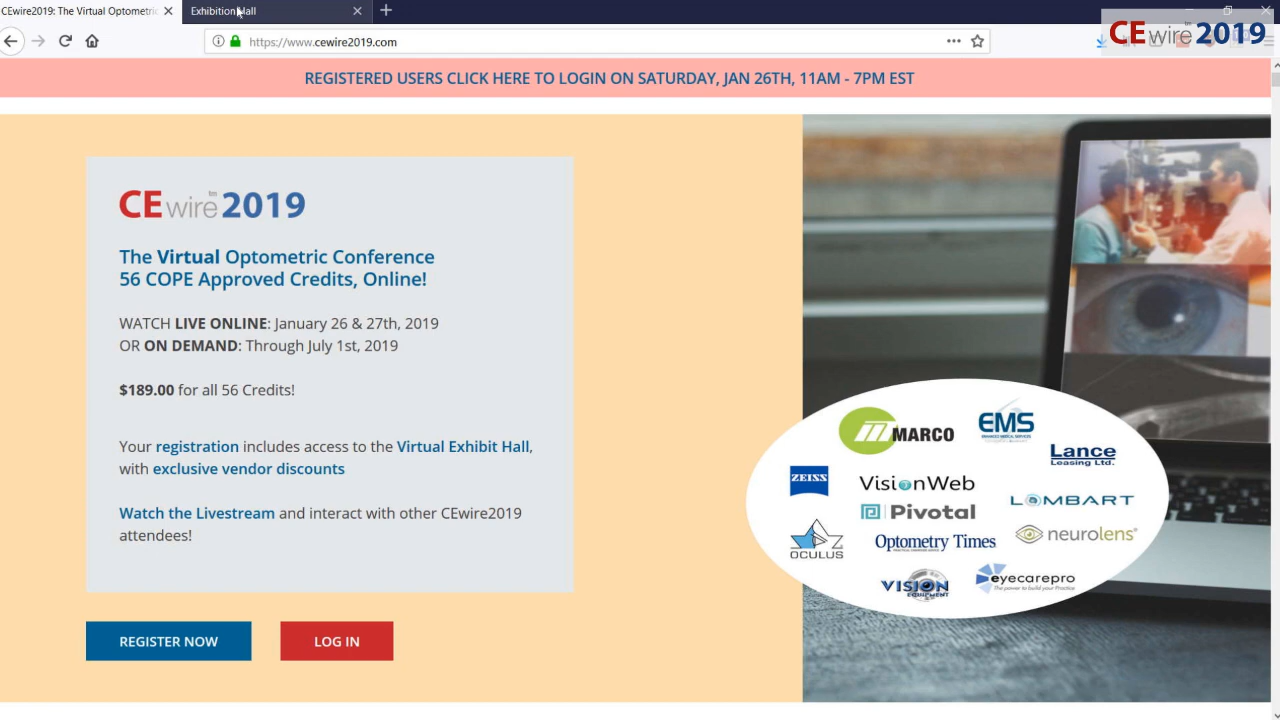 CEwire2019: The Virtual Optometric
Exhibition Hall
https://www.cewire2019.com
CEwire 2019
tm
REGISTERED USERS CLICK HERE TO LOGIN ON SATURDAY, JAN 26TH, 11AM - 7PM EST
CEwire 2019
tm
The Virtual Optometric Conference
56 COPE Approved Credits, Online!
WATCH LIVE ONLINE: January 26 & 27th, 2019
OR ON DEMAND: Through July 1st, 2019
$189.00 for all 56 Credits!
Your registration includes access to the Virtual Exhibit Hall,
with exclusive vendor discounts
Watch the Livestream and interact with other CEwire2019
attendees!
REGISTER NOW
LOG IN
MARCO
EMS
Lance
Leasing Ltd.
ZEISS
VisionWeb
LOMBART
Pivotal
neurolens®
OCULUS
Optometry Times
VISION
EQUIPMENT
eyecarepro
The power to build your Practice